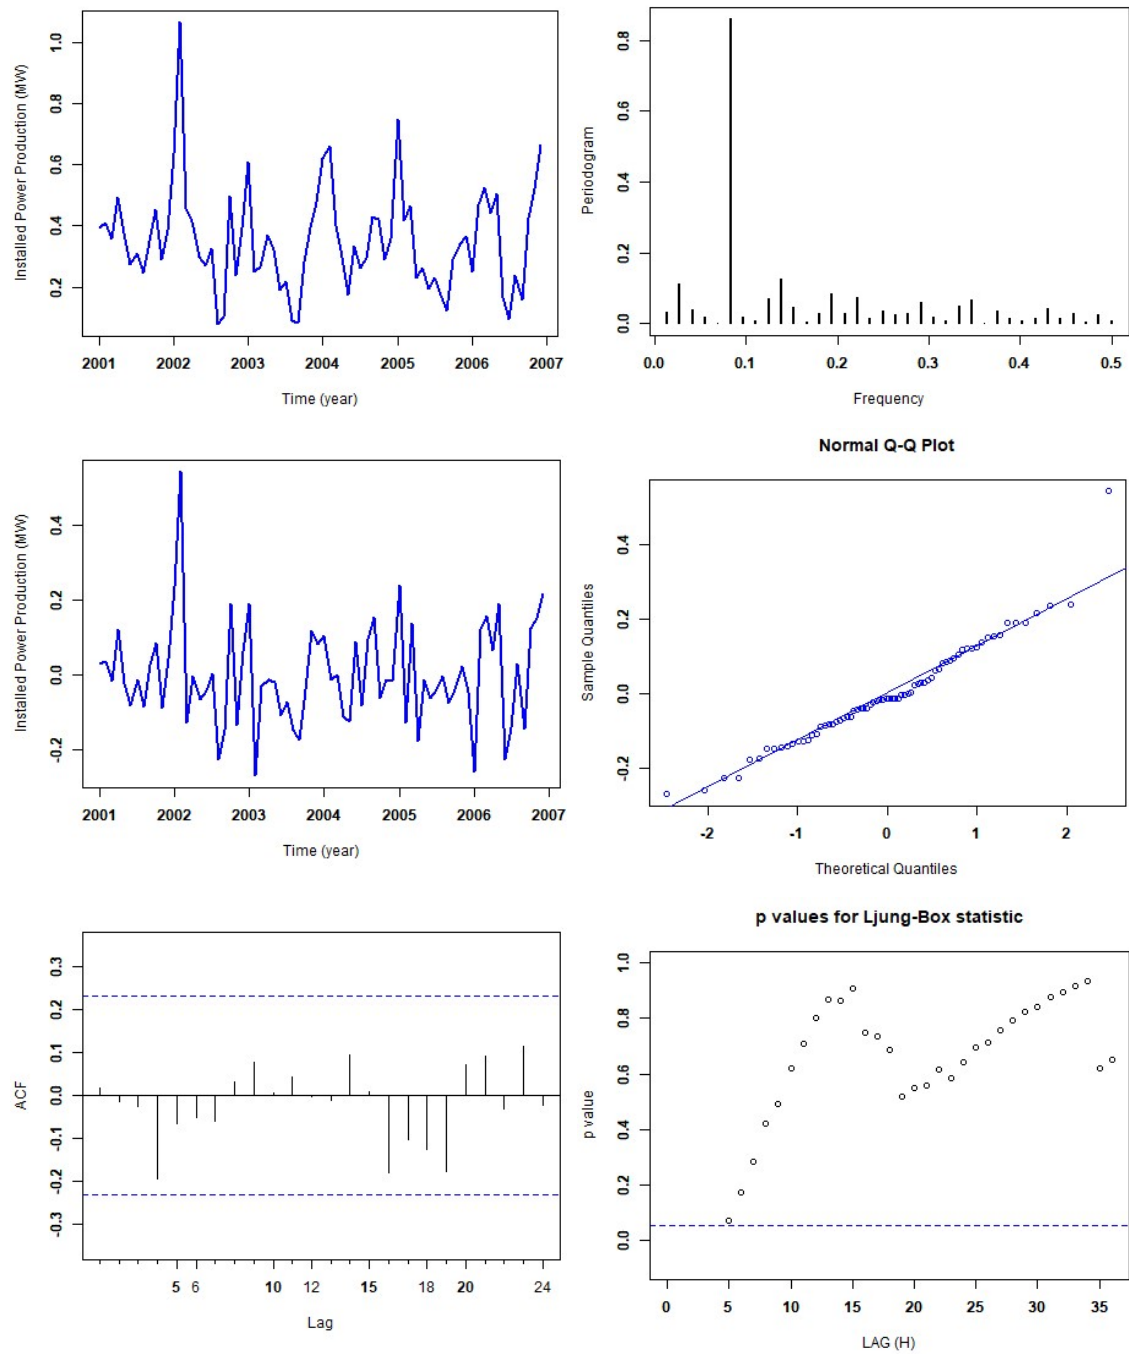 Installed Power Production (MW)
1.0
0.8
0.6
0.4
0.2
2001 2002 2003 2004 2005 2006 2007
Time (year)
Periodogram
0.8
0.6
0.4
0.2
0.0
0.0 0.1 0.2 0.3 0.4 0.5
Frequency
Installed Power Production (MW)
0.4
0.2
0.0
-0.2
2001 2002 2003 2004 2005 2006 2007
Time (year)
Normal Q-Q Plot
Sample Quantiles
0.4
0.2
0.0
-0.2
-2 -1 0 1 2
Theoretical Quantiles
ACF
0.3
0.2
0.1
0.0
-0.1
-0.2
-0.3
5 6 10 12 15 18 20 24
Lag
p values for Ljung-Box statistic
p value
1.0
0.8
0.6
0.4
0.2
0.0
0 5 10 15 20 25 30 35
LAG (H)